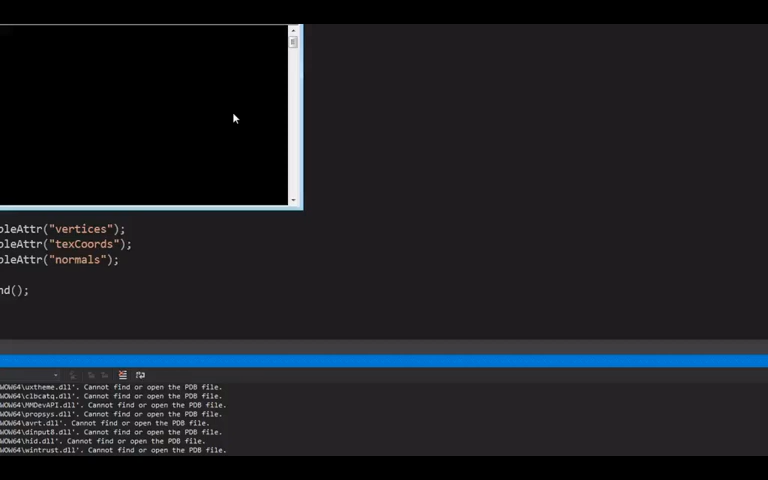 bleAttr("vertices");
bleAttr("texCoords");
bleAttr("normals");
nd();
WOW64\uxtheme.dll'. Cannot find or open the PDB file.
WOW64\clbcatq.dll'. Cannot find or open the PDB file.
WOW64\MMDevAPI.dll'. Cannot find or open the PDB file.
WOW64\propsys.dll'. Cannot find or open the PDB file.
WOW64\avrt.dll'. Cannot find or open the PDB file.
WOW64\dinput8.dll'. Cannot find or open the PDB file.
WOW64\hid.dll'. Cannot find or open the PDB file.
WOW64\wintrust.dll'. Cannot find or open the PDB file.